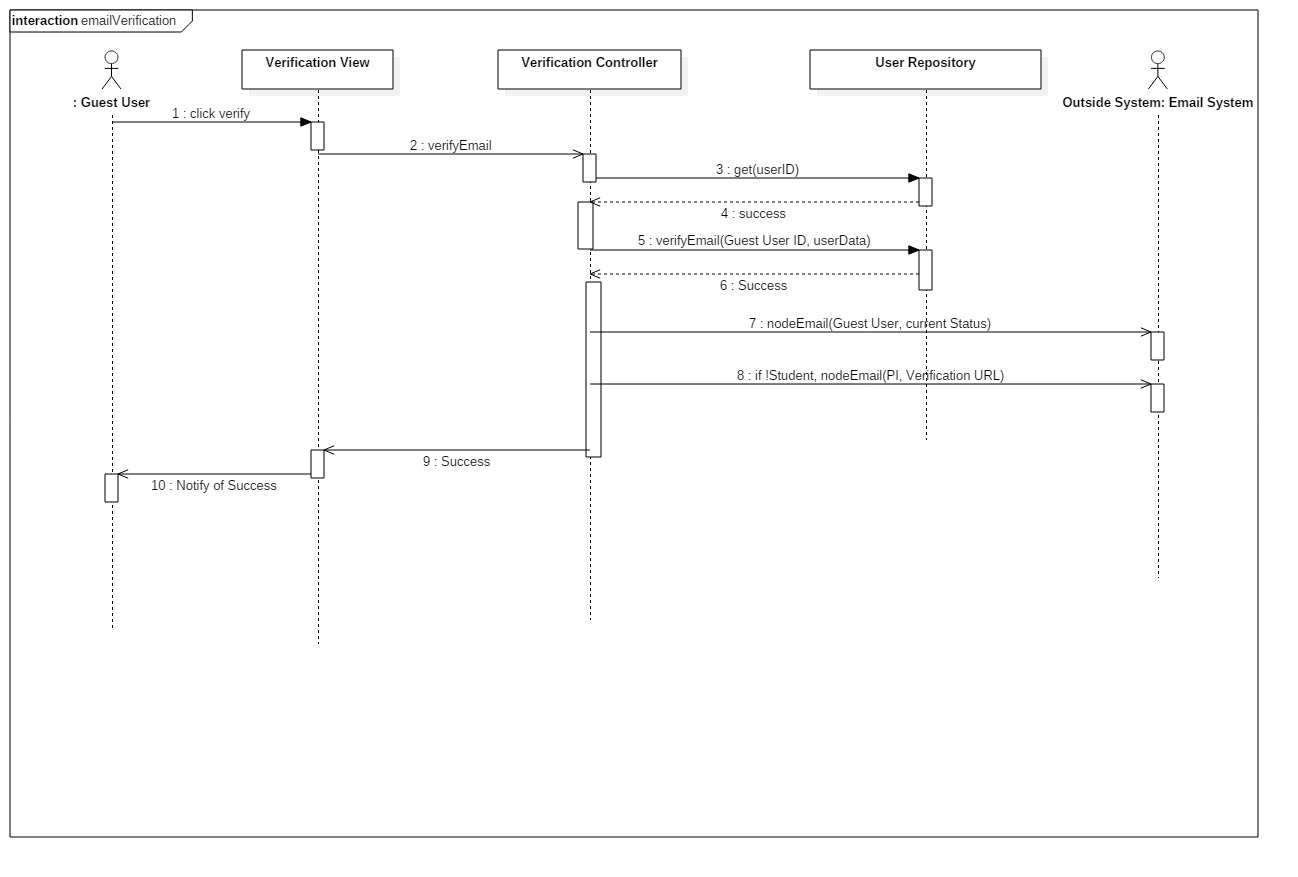 interaction emailVerification
Verification View
Verification Controller
User Repository
: Guest User
Outside System: Email System
1 : click verify
2 : verifyEmail
3 : get(userID)
4 : success
5 : verifyEmail(Guest User ID, userData)
6 : Success
7 : nodeEmail(Guest User, current Status)
8 : if !Student, nodeEmail(PI, Verification URL)
9 : Success
10 : Notify of Success